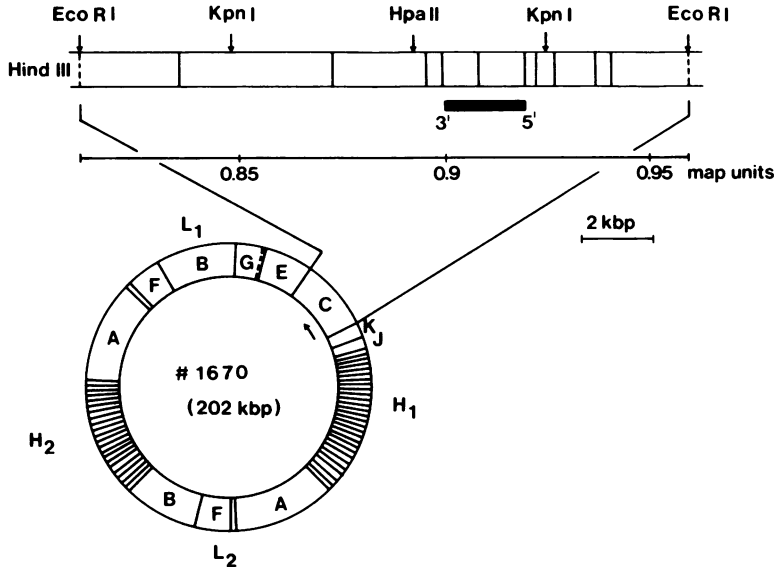 Eco R I Kpn I Hpa II Kpn I Eco R I
Hind III
3' 5'
0.85 0.9 0.95 map units
2 kbp
L1
F B G E C
K
J
A
# 1670
(202 kbp)
H1
H2
B F A
L2